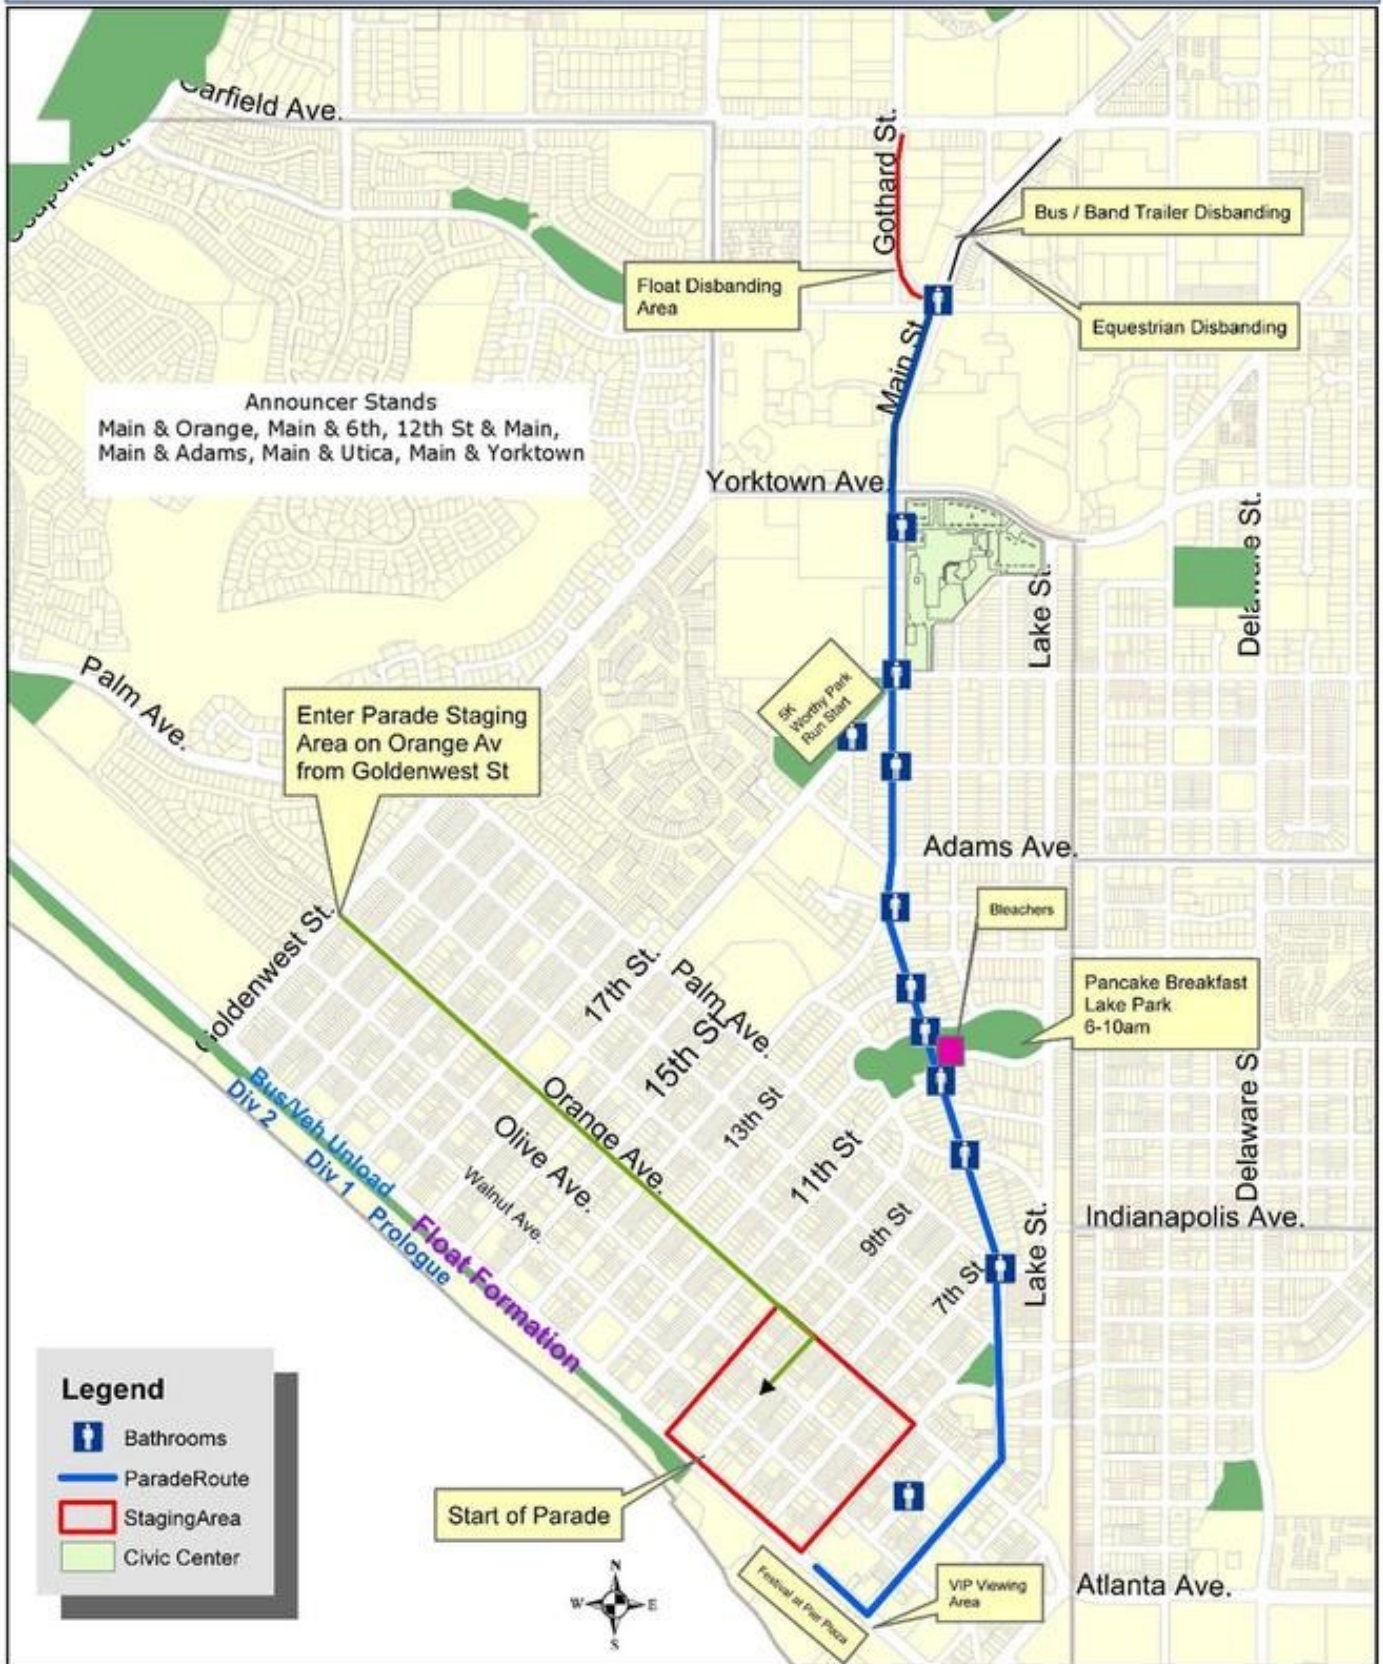 Garfield Ave.
Gothard St.
Bus / Band Trailer Disbanding
Float Disbanding
Area
Equestrian Disbanding
Main St
Announcer Stands
Main & Orange, Main & 6th, 12th St & Main,
Main & Adams, Main & Utica, Main & Yorktown
Yorktown Ave.
Delaware St.
Lake St.
Palm Ave.
5K
Worthy Park
Run Start
Enter Parade Staging
Area on Orange Av
from Goldenwest St
Adams Ave.
Bleachers
Goldenwest St.
17th St.
Palm Ave.
Pancake Breakfast
Lake Park
6-10am
15th S
Orange Ave.
13th St
Delaware S
Bus/Veh Unload
Div 2
Olive Ave.
11th St
Div 1
Walnut Ave.
9th St
Indianapolis Ave.
Prologue
Float Formation
7th St
Lake St.
Legend
Bathrooms
ParadeRoute
StagingArea
Civic Center
Start of Parade
N
W
E
S
Festival at Pier Plaza
VIP Viewing
Area
Atlanta Ave.